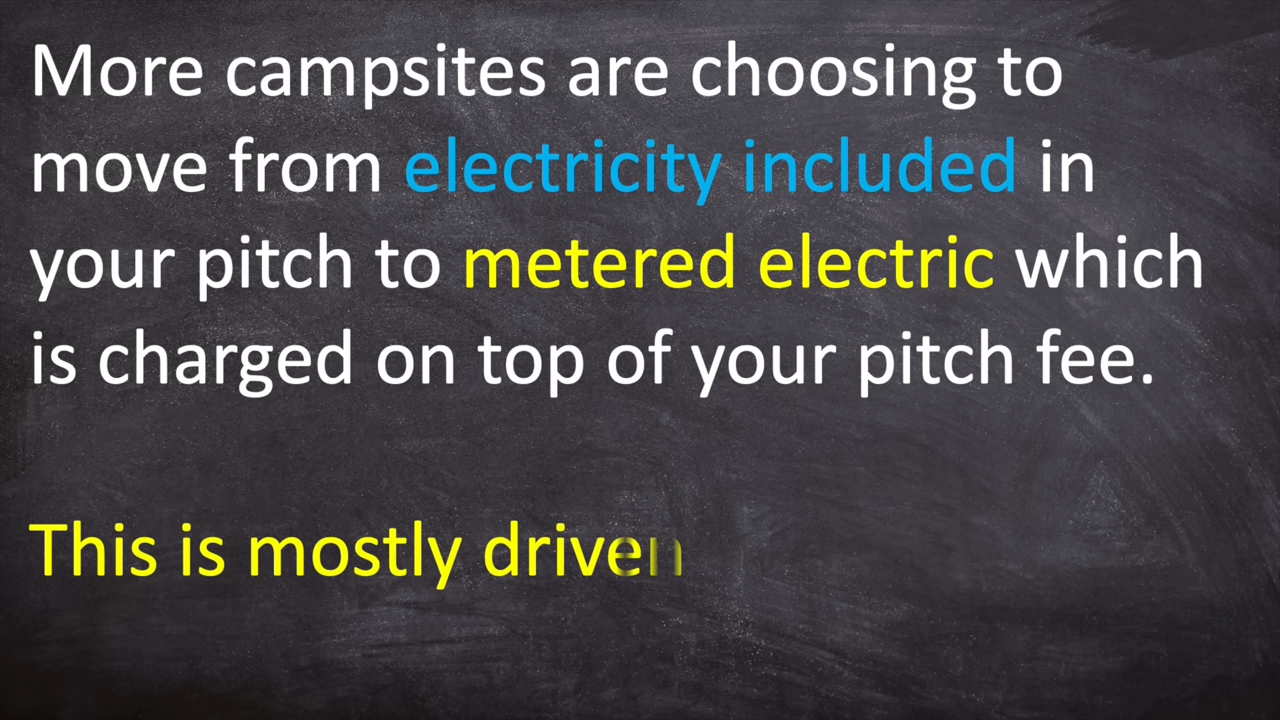 More campsites are choosing to
move from electricity included in
your pitch to metered electric which
is charged on top of your pitch fee.
This is mostly driven